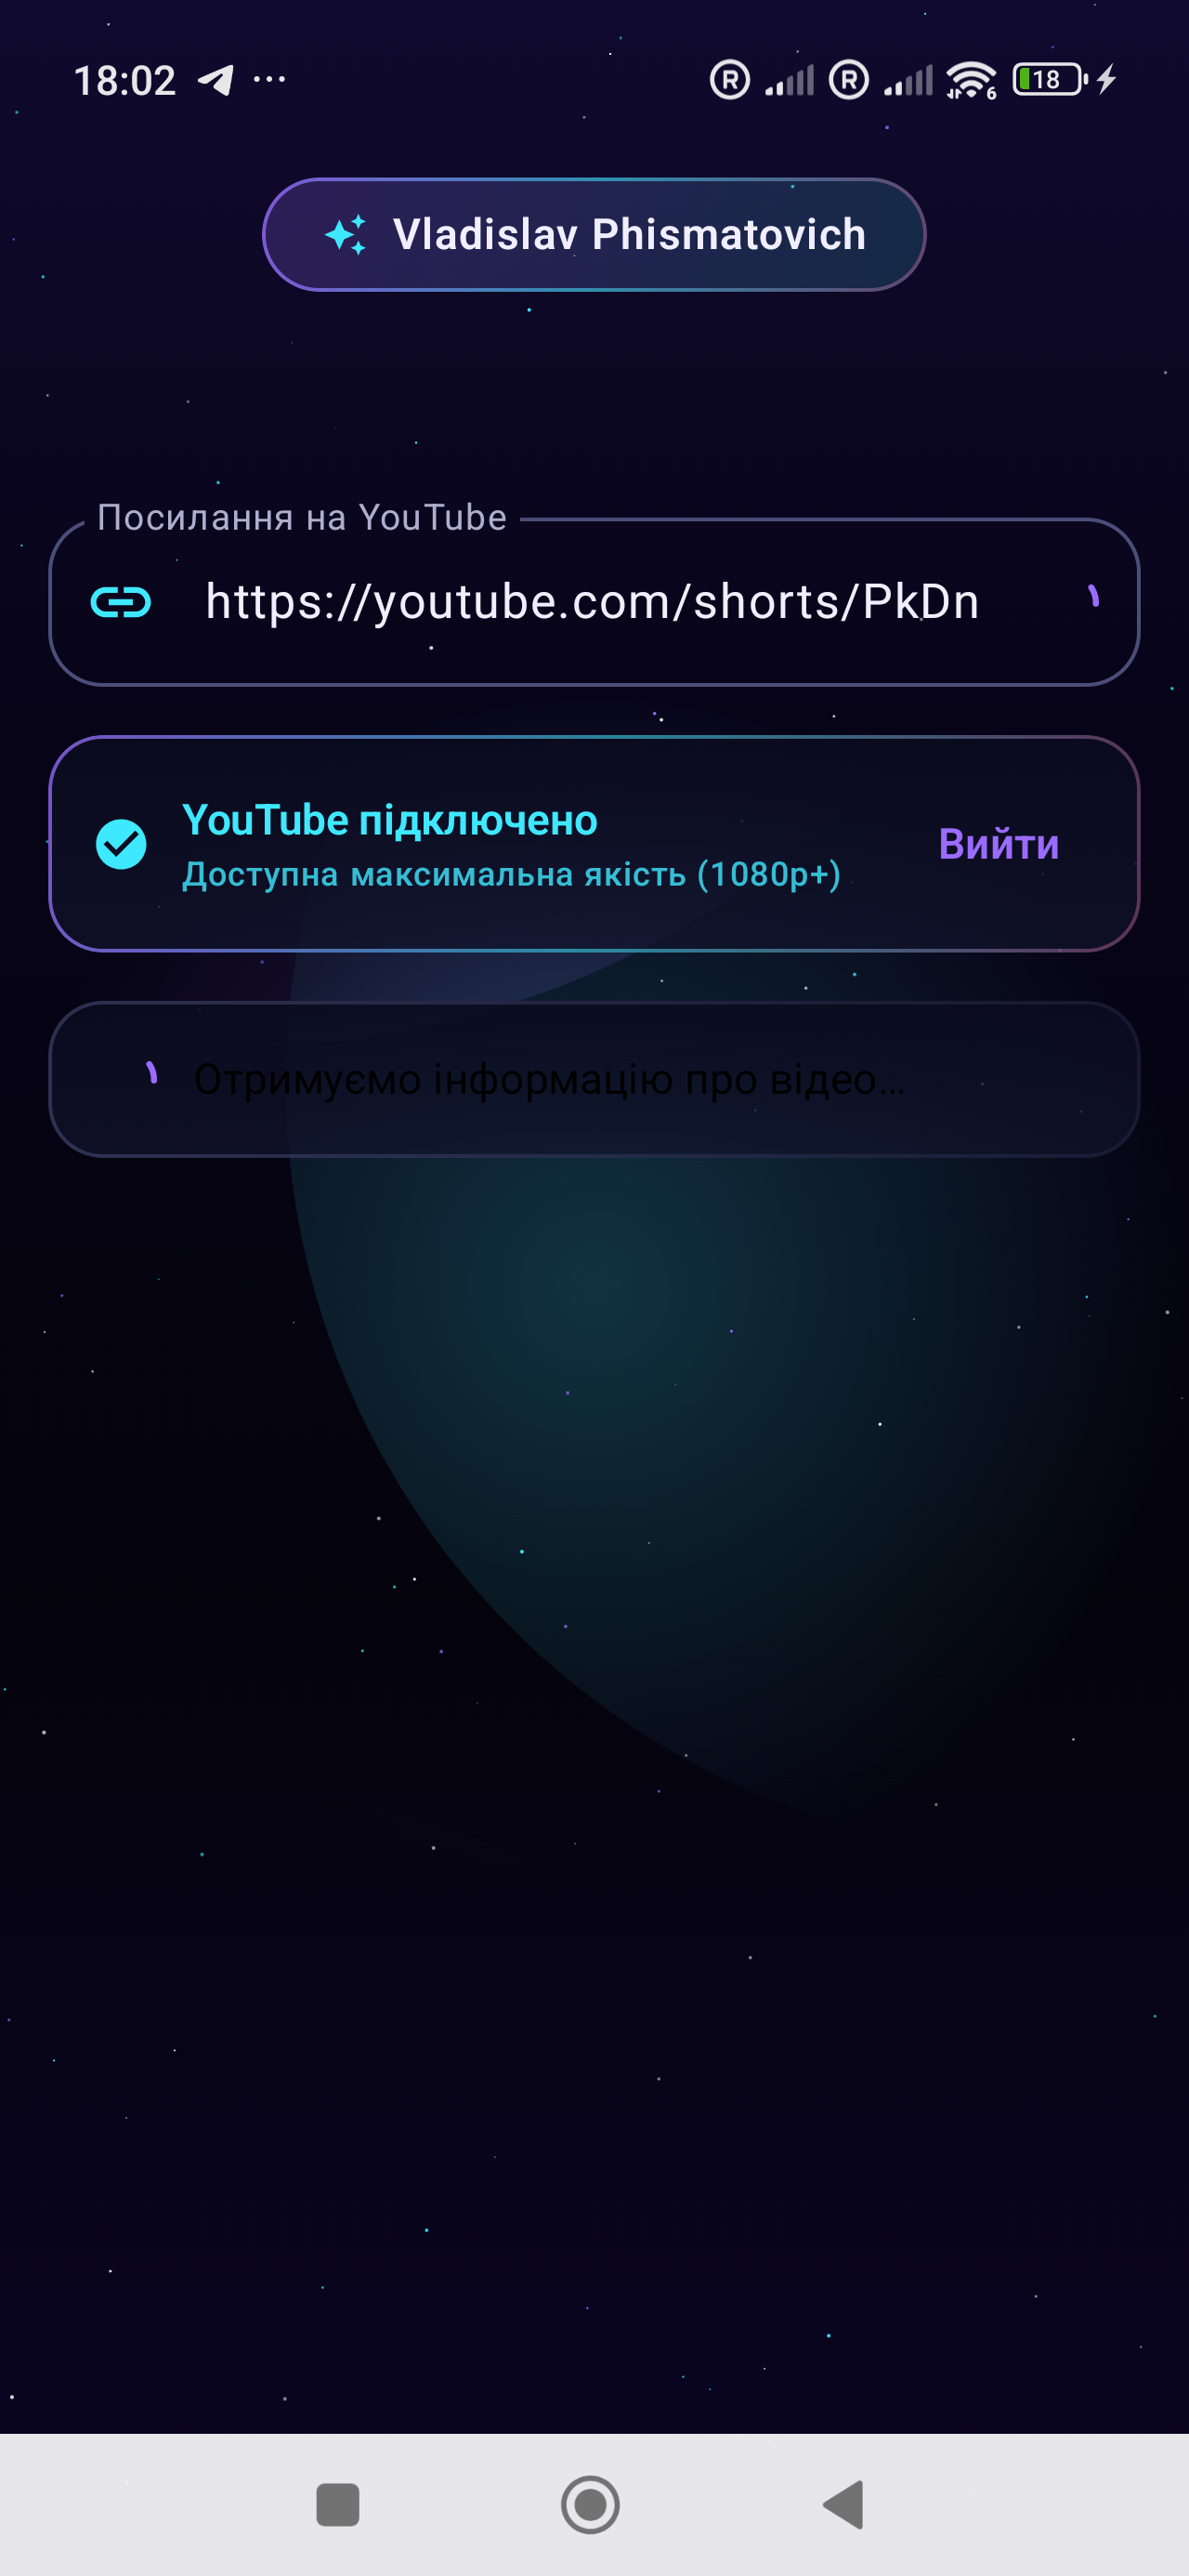 18:02
R R 6 18
Vladislav Phismatovich
Посилання на YouTube
https://youtube.com/shorts/PkDn
YouTube підключено
Доступна максимальна якість (1080p+)
Вийти
Отримуємо інформацію про відео...